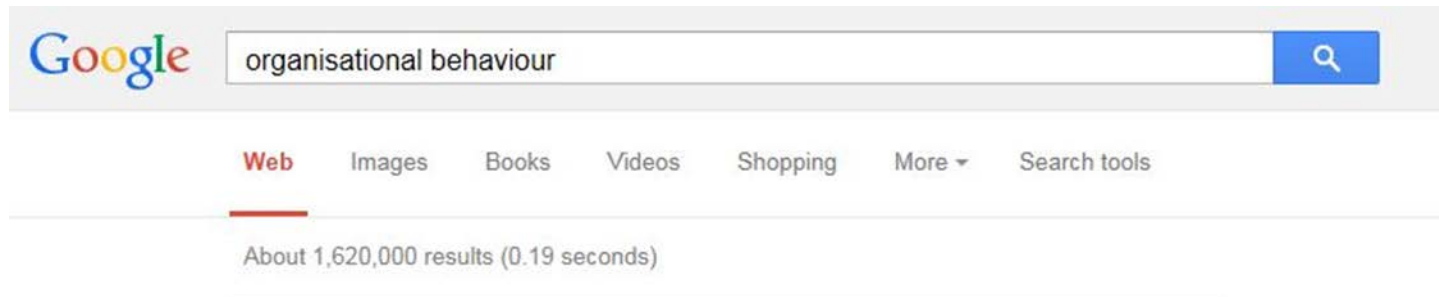 Google organisational behaviour
Web Images Books Videos Shopping More Search tools
About 1,620,000 results (0.19 seconds)